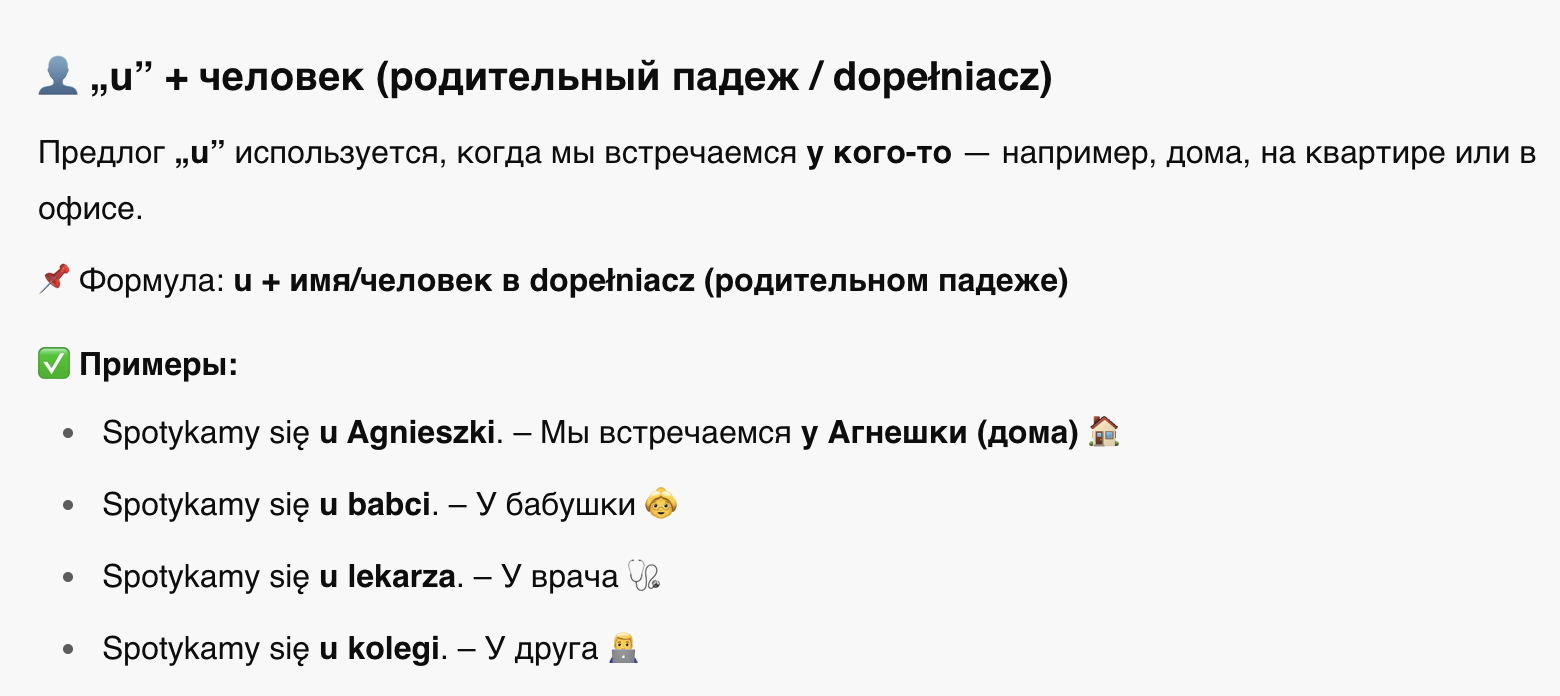 👤 „u” + человек (родительный падеж / dopełniacz)
Предлог „u” используется, когда мы встречаемся у кого-то — например, дома, на квартире или в
офисе.
📌 Формула: u + имя/человек в dopełniacz (родительном падеже)
✅ Примеры:
• Spotykamy się u Agnieszki. – Мы встречаемся у Агнешки (дома) 🏠
• Spotykamy się u babci. – У бабушки 👵
• Spotykamy się u lekarza. – У врача 🩺
• Spotykamy się u kolegi. – У друга 👨‍💻